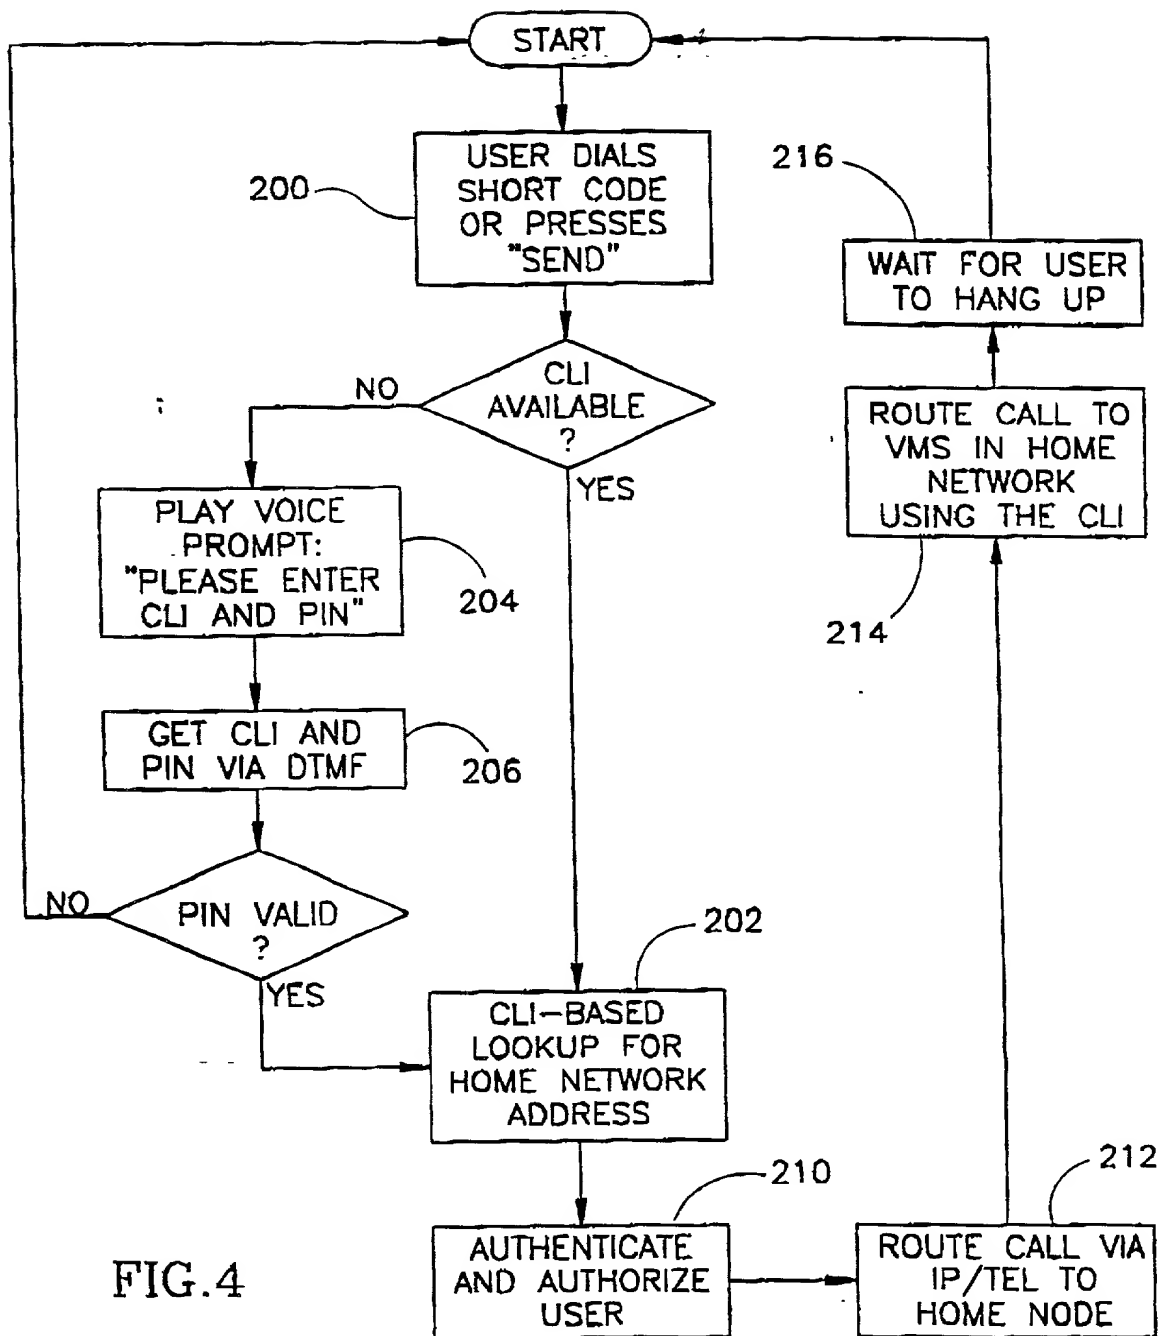 START
USER DIALS
SHORT CODE
OR PRESSES
"SEND"
200
CLI
AVAILABLE
?
NO
YES
PLAY VOICE
PROMPT:
"PLEASE ENTER
CLI AND PIN"
204
GET CLI AND
PIN VIA DTMF
206
PIN VALID
?
NO
YES
202
CLI-BASED
LOOKUP FOR
HOME NETWORK
ADDRESS
210
AUTHENTICATE
AND AUTHORIZE
USER
212
ROUTE CALL VIA
IP/TEL TO
HOME NODE
ROUTE CALL TO
VMS IN HOME
NETWORK
USING THE CLI
214
216
WAIT FOR USER
TO HANG UP
FIG.4